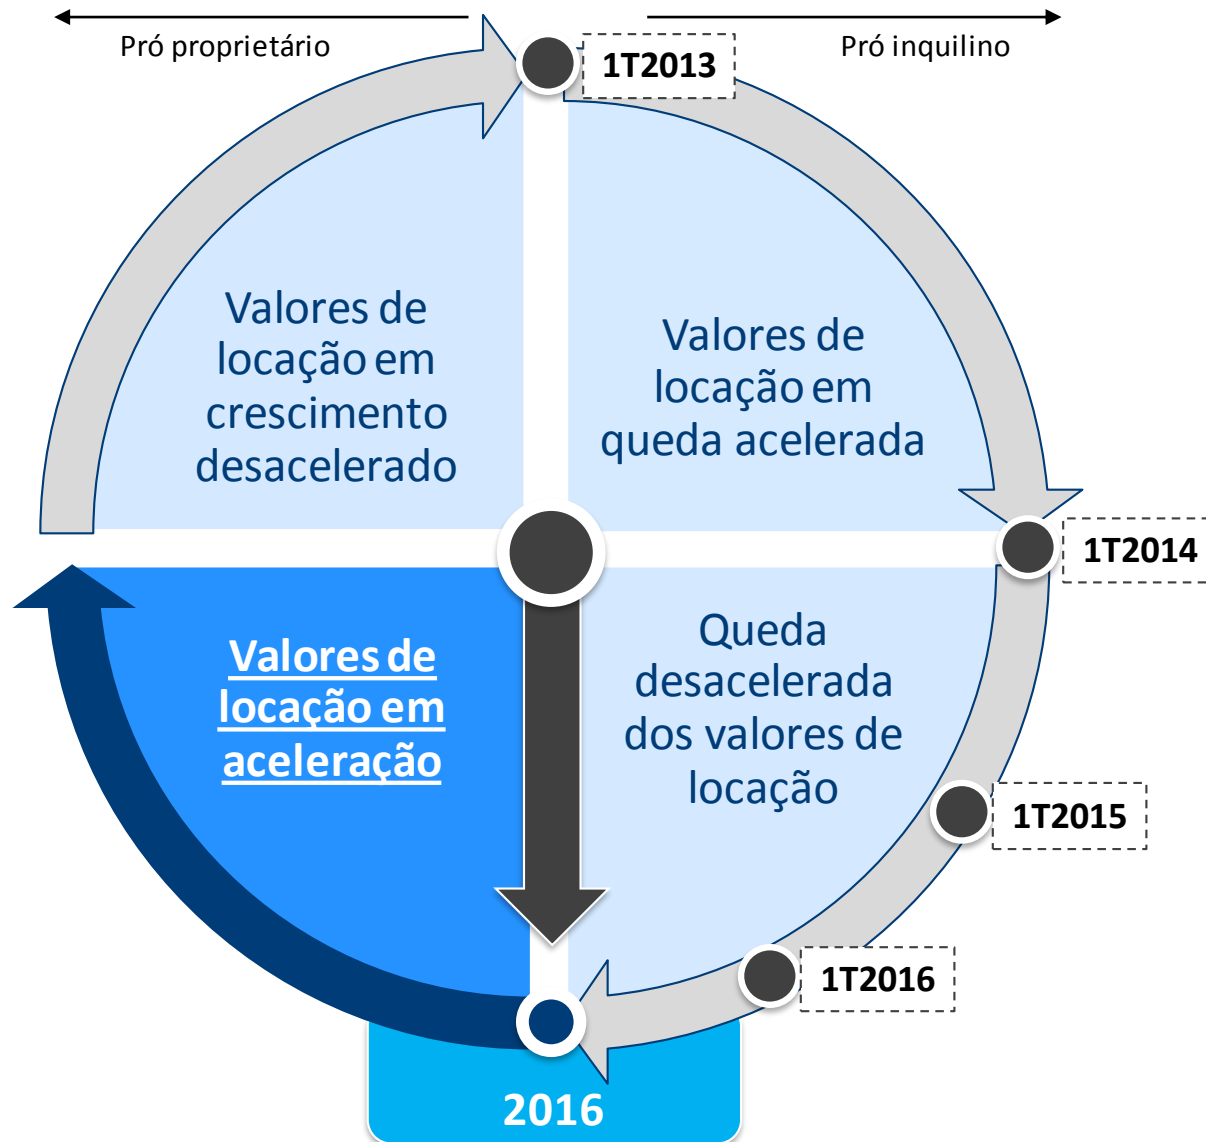 Pró proprietário
Pró inquilino
1T2013
Valores de
locação em
crescimento
desacelerado
Valores de
locação em
queda acelerada
1T2014
Valores de
locação em
aceleração
Queda
desacelerada
dos valores de
locação
1T2015
1T2016
2016